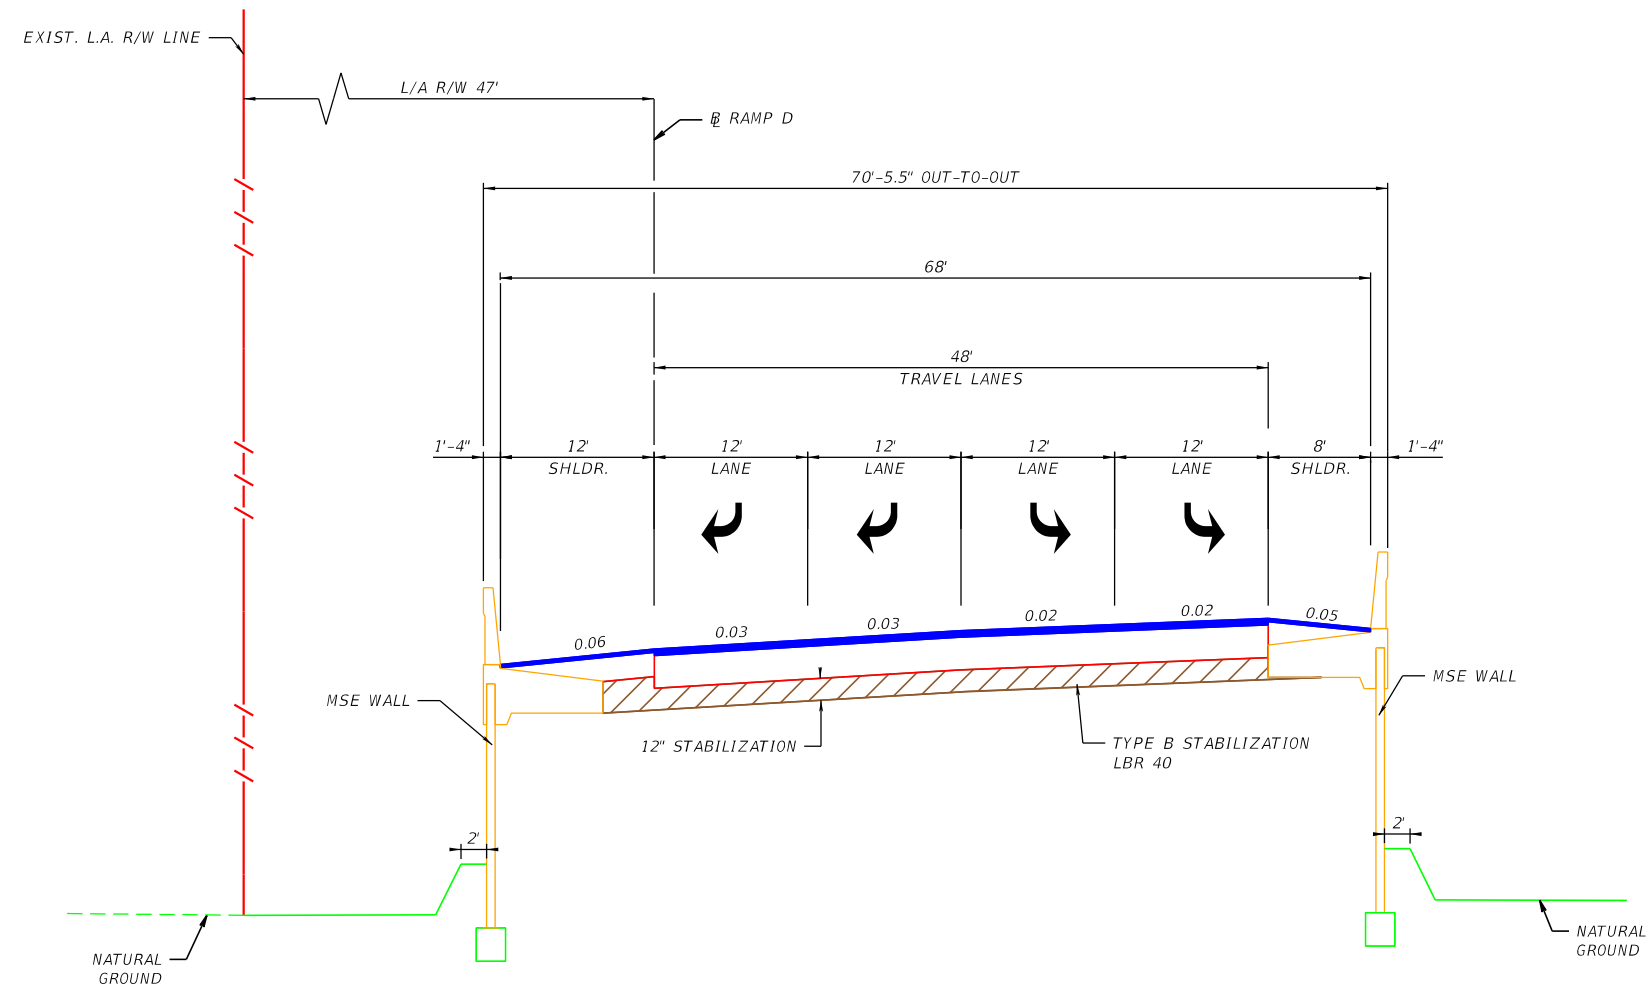 EXIST. L.A. R/W LINE
L/A R/W 47'
BL RAMP D
70'-5.5" OUT-TO-OUT
68'
48'
TRAVEL LANES
1'-4" 12' 12' 12' 12' 12' 8' 1'-4"
SHLDR. LANE LANE LANE LANE SHLDR.
0.06 0.03 0.03 0.02 0.02 0.05
MSE WALL
MSE WALL
12" STABILIZATION
TYPE B STABILIZATION
LBR 40
2'
2'
NATURAL
GROUND
NATURAL
GROUND